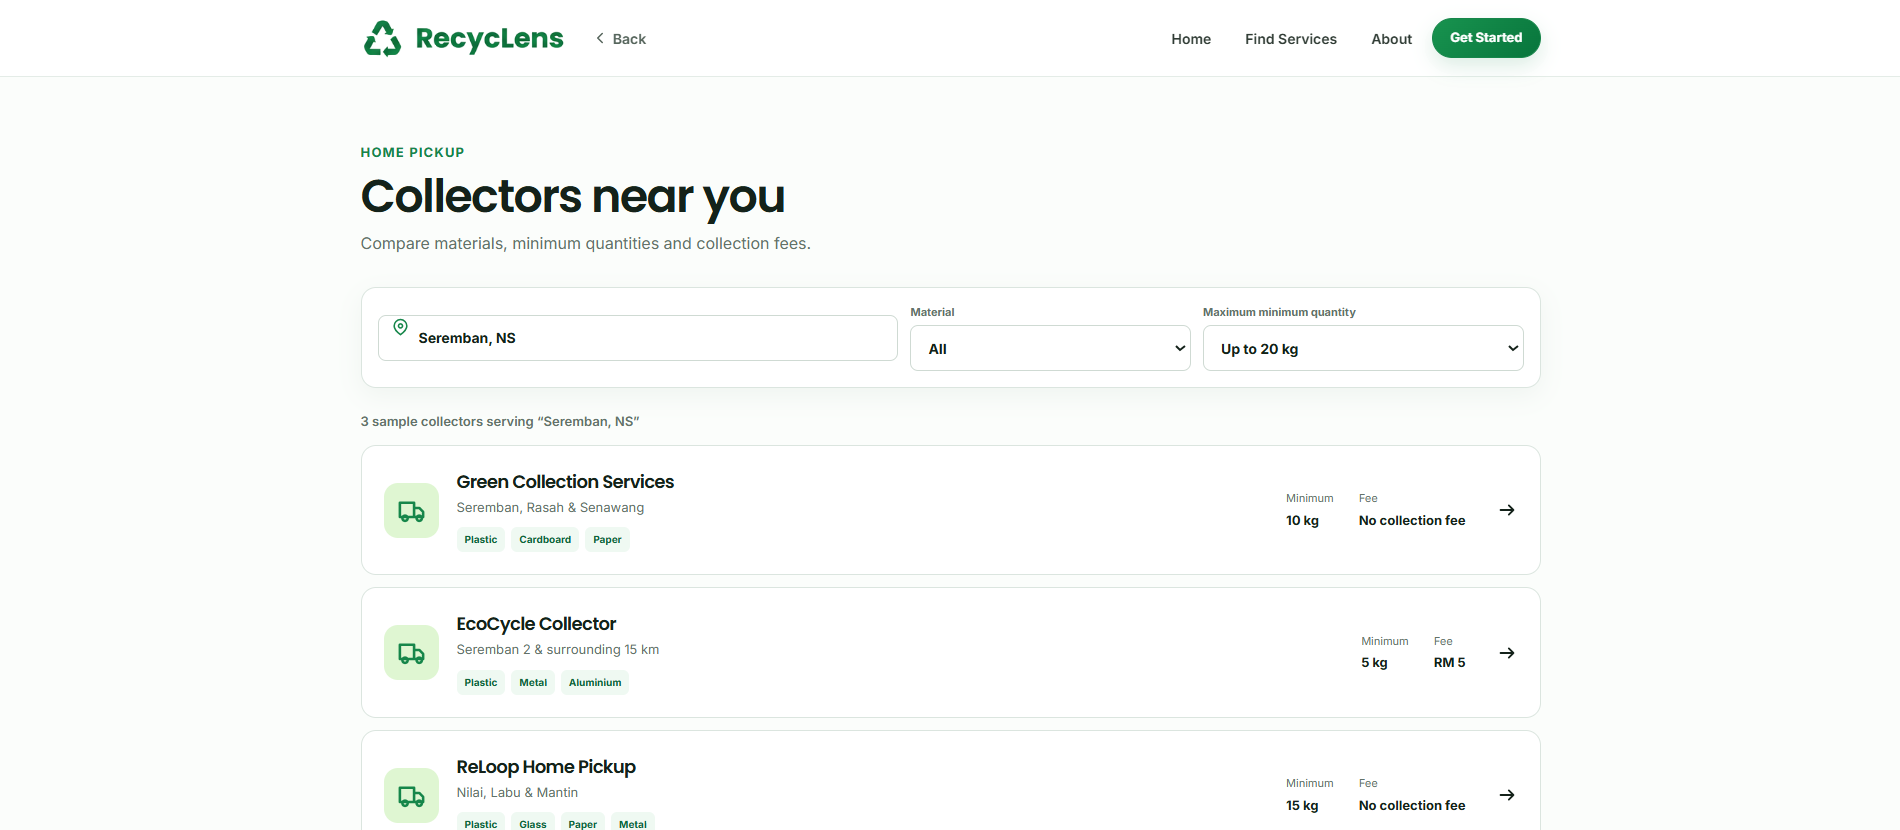 RecycLens
Back
Home
Find Services
About
Get Started
HOME PICKUP
Collectors near you
Compare materials, minimum quantities and collection fees.
Seremban, NS
Material
All
Maximum minimum quantity
Up to 20 kg
3 sample collectors serving “Seremban, NS”
Green Collection Services
Seremban, Rasah & Senawang
Plastic Cardboard Paper
Minimum Fee
10 kg No collection fee
EcoCycle Collector
Seremban 2 & surrounding 15 km
Plastic Metal Aluminium
Minimum Fee
5 kg RM 5
ReLoop Home Pickup
Nilai, Labu & Mantin
Plastic Glass Paper Metal
Minimum Fee
15 kg No collection fee